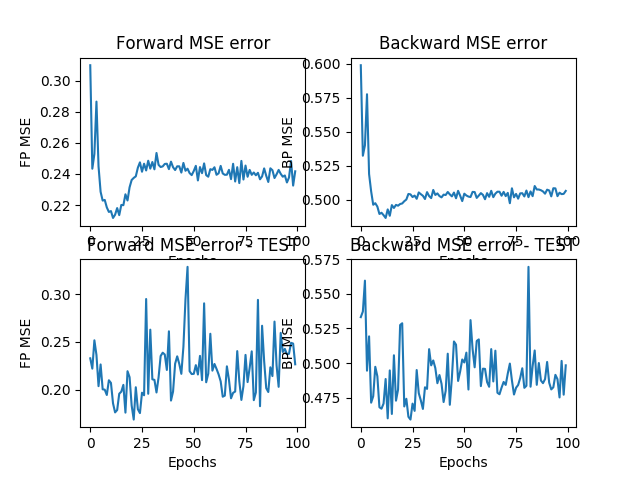 Forward MSE error
Backward MSE error
FP MSE
0.30
0.28
0.26
0.24
0.22
0 25 50 75 100
Epochs
BP MSE
0.600
0.575
0.550
0.525
0.500
0 25 50 75 100
Epochs
Forward MSE error - TEST
Backward MSE error - TEST
FP MSE
0.30
0.25
0.20
0 25 50 75 100
Epochs
BP MSE
0.575
0.550
0.525
0.500
0.475
0 25 50 75 100
Epochs